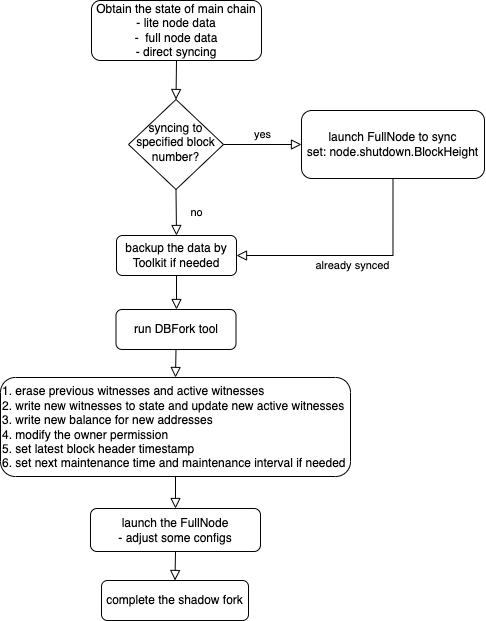 Obtain the state of main chain
- lite node data
- full node data
- direct syncing
syncing to
specified block
number?
yes
launch FullNode to sync
set: node.shutdown.BlockHeight
no
already synced
backup the data by
Toolkit if needed
run DBFork tool
1. erase previous witnesses and active witnesses
2. write new witnesses to state and update new active witnesses
3. write new balance for new addresses
4. modify the owner permission
5. set latest block header timestamp
6. set next maintenance time and maintenance interval if needed
launch the FullNode
- adjust some configs
complete the shadow fork